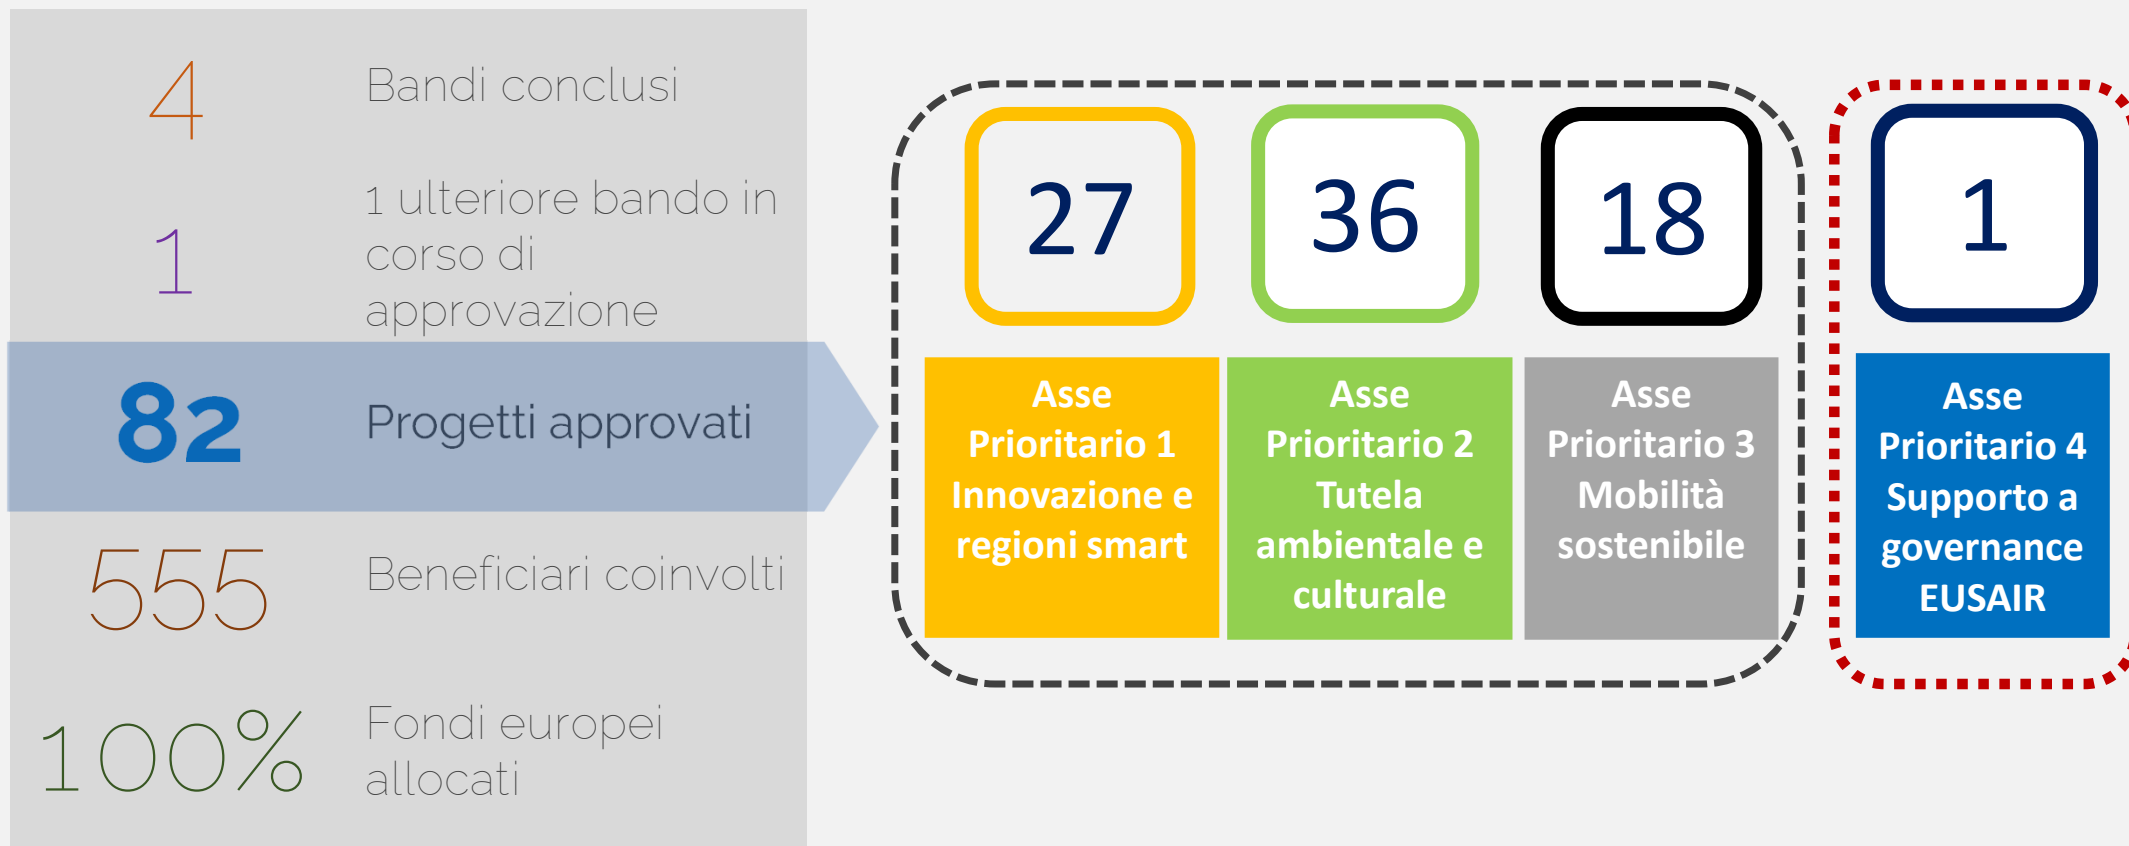 4
Bandi conclusi
1
1 ulteriore bando in
corso di
approvazione
82
Progetti approvati
555
Beneficiari coinvolti
100%
Fondi europei
allocati
27
Asse
Prioritario 1
Innovazione e
regioni smart
36
Asse
Prioritario 2
Tutela
ambientale e
culturale
18
Asse
Prioritario 3
Mobilità
sostenibile
1
Asse
Prioritario 4
Supporto a
governance
EUSAIR